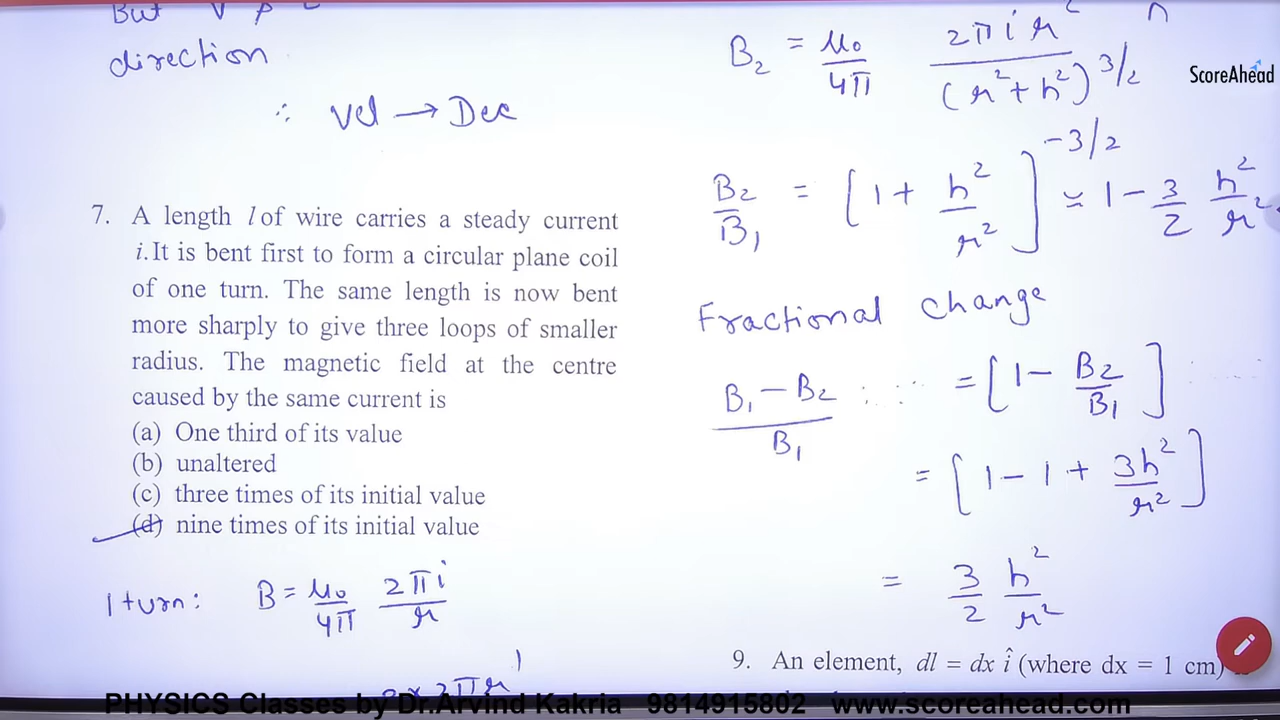 But
direction
∴ Vel → Dec
7. A length l of wire carries a steady current
i.It is bent first to form a circular plane coil
of one turn. The same length is now bent
more sharply to give three loops of smaller
radius. The magnetic field at the centre
caused by the same current is
(a) One third of its value
(b) unaltered
(c) three times of its initial value
(d) nine times of its initial value
1 turn: B = μ₀/4π 2πi/r
B₂ = μ₀/4π 2πir²/(r²+h²)^3/2
ScoreAhead
B₂/B₁ = [1 + h²/r²]^-3/2 ≃ 1 - 3/2 h²/r²
Fractional change
B₁ - B₂/B₁ = [1 - B₂/B₁]
= [1 - 1 + 3h²/r²]
= 3/2 h²/r²
9. An element, dl = dx î (where dx = 1 cm)
PHYSICS Classes by Dr.Arvind Kakria 9814915802 www.scoreahead.com